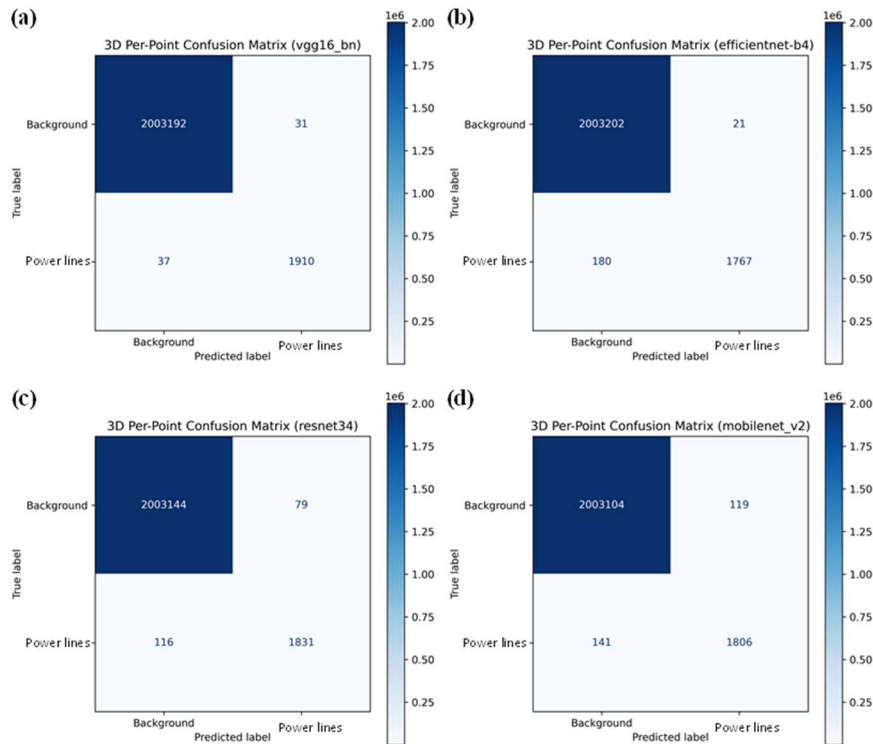 (a)
1e6
3D Per-Point Confusion Matrix (vgg16_bn)
2.00
1.75
1.50
1.25
1.00
0.75
0.50
0.25
True label
Background
2003192
31
Power lines
37
1910
Background
Power lines
Predicted label
(b)
1e6
3D Per-Point Confusion Matrix (efficientnet-b4)
2.00
1.75
1.50
1.25
1.00
0.75
0.50
0.25
True label
Background
2003202
21
Power lines
180
1767
Background
Power lines
Predicted label
(c)
1e6
3D Per-Point Confusion Matrix (resnet34)
2.00
1.75
1.50
1.25
1.00
0.75
0.50
0.25
True label
Background
2003144
79
Power lines
116
1831
Background
Power lines
Predicted label
(d)
1e6
3D Per-Point Confusion Matrix (mobilenet_v2)
2.00
1.75
1.50
1.25
1.00
0.75
0.50
0.25
True label
Background
2003104
119
Power lines
141
1806
Background
Power lines
Predicted label